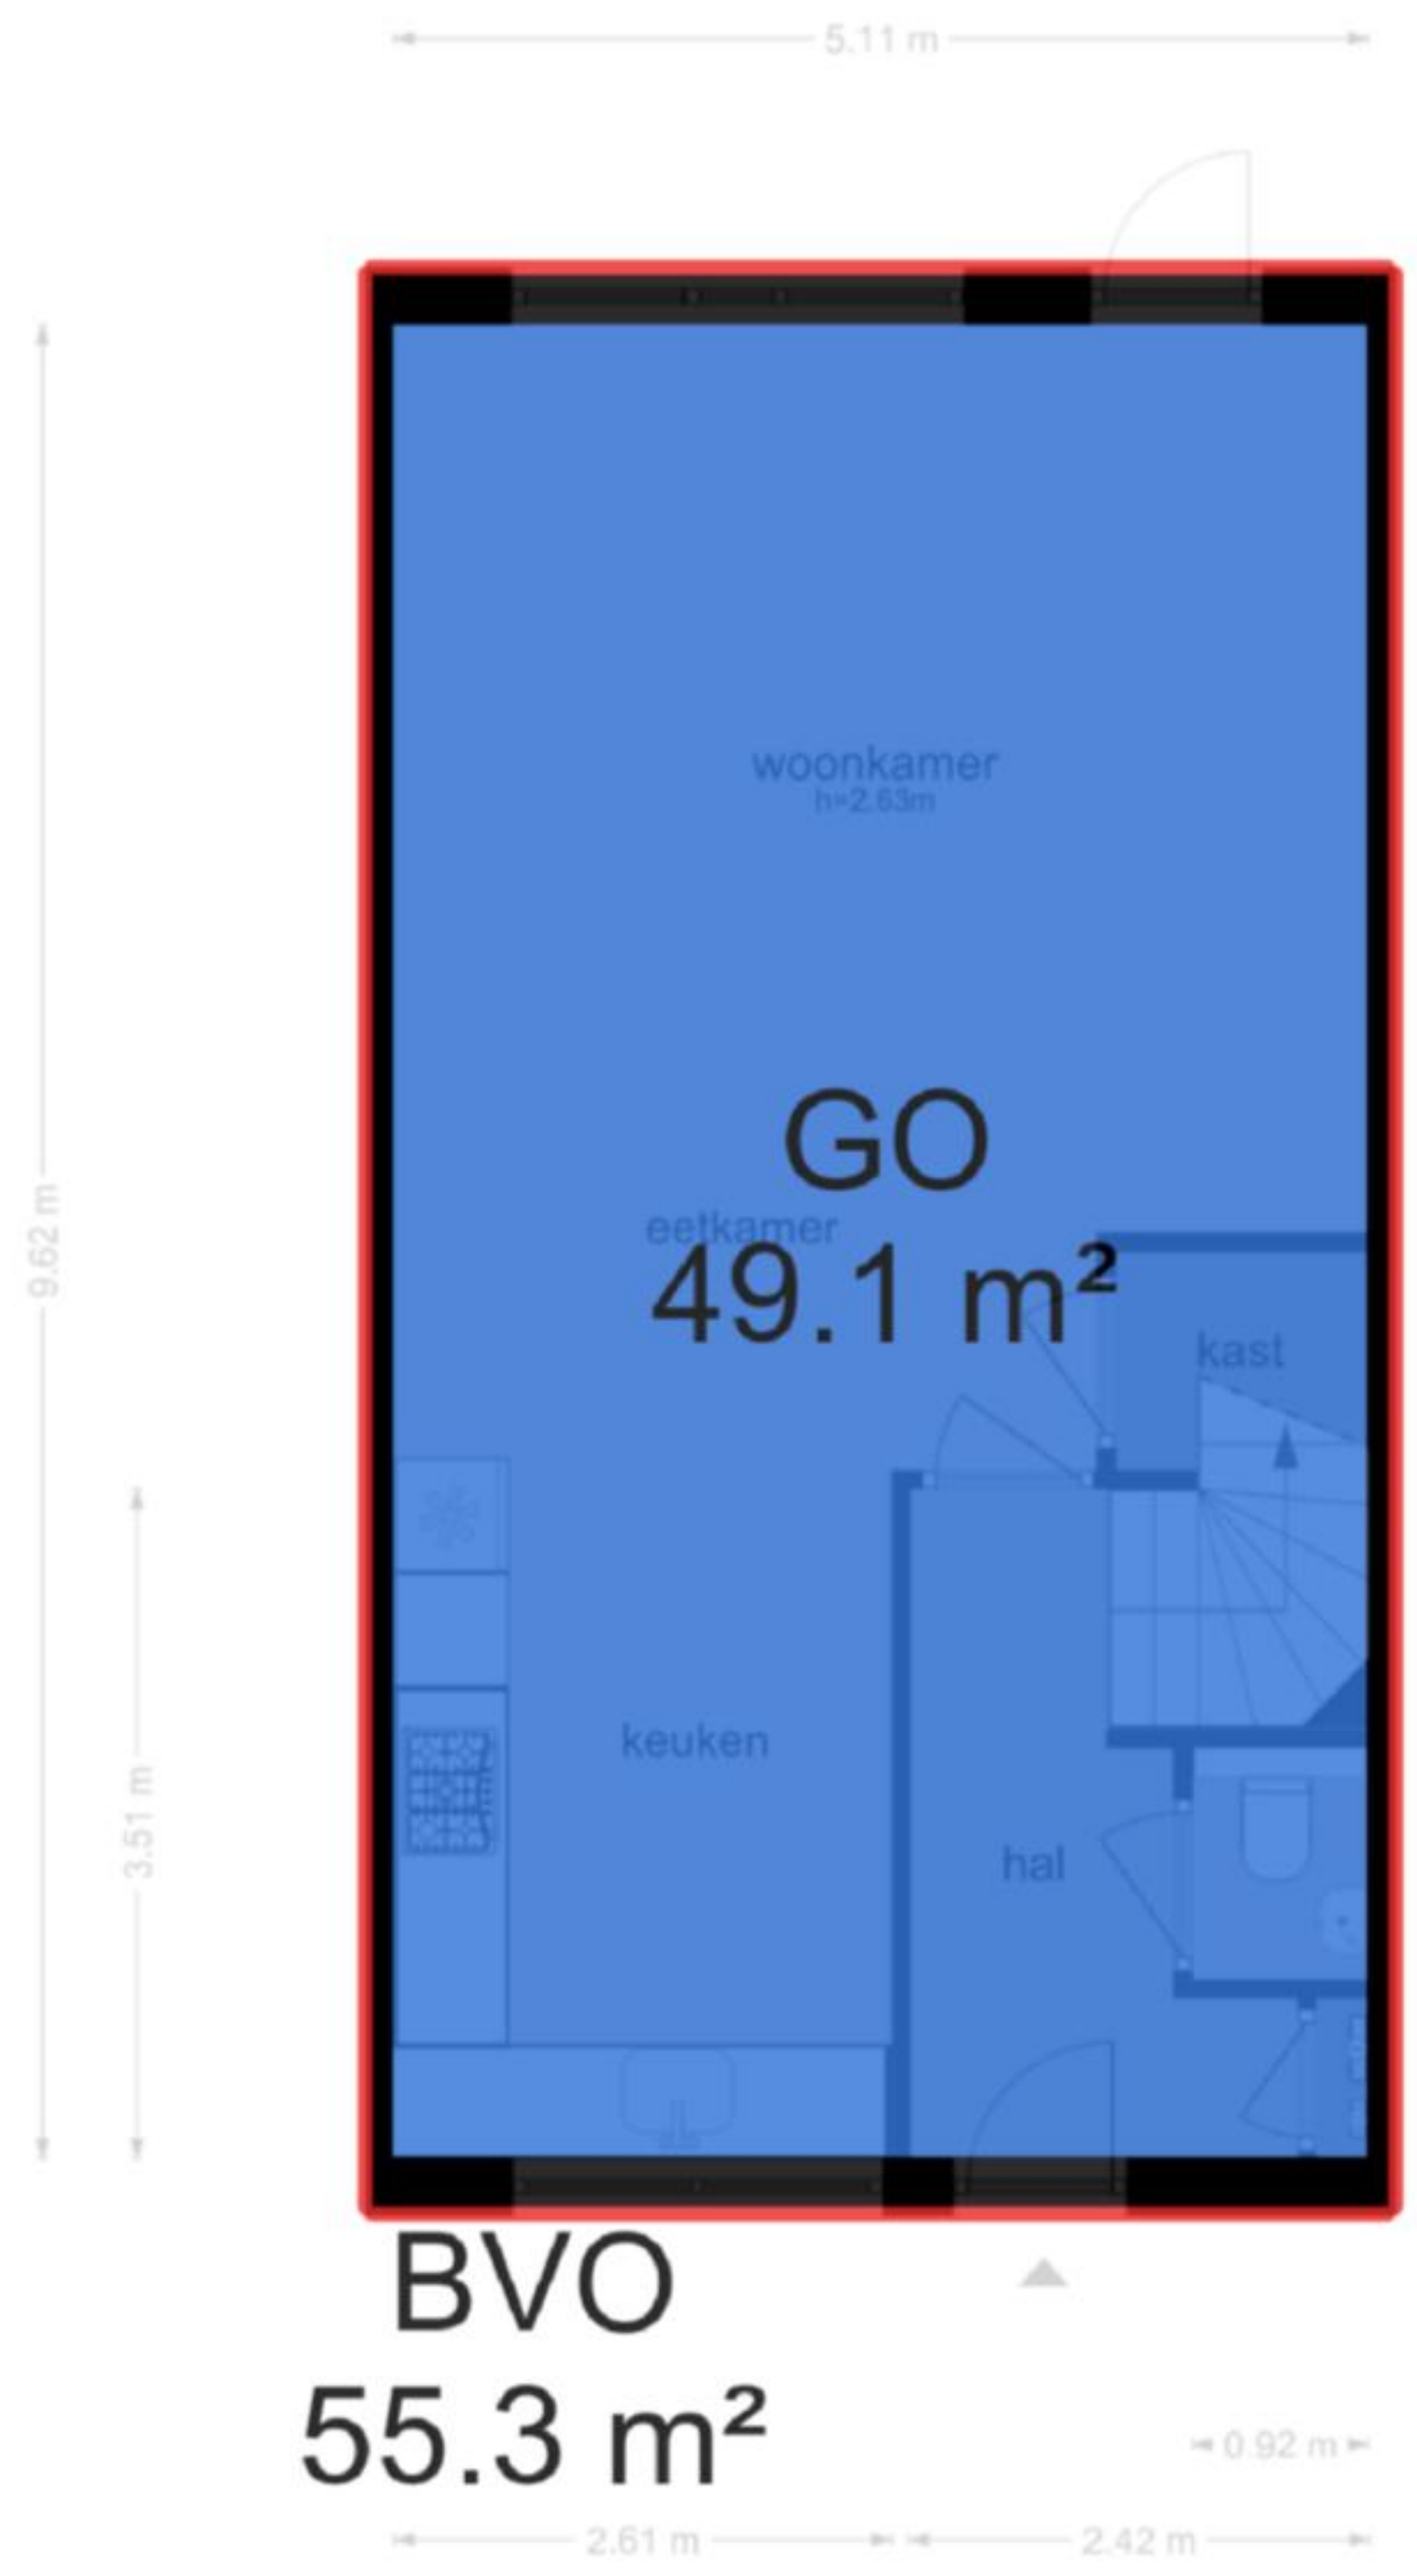 5.11 m
woonkamer
h=2.63m
GO
eetkamer
49.1 m²
9.62 m
kast
keuken
3.51 m
hal
BVO
55.3 m²
0.92 m
2.61 m
2.42 m